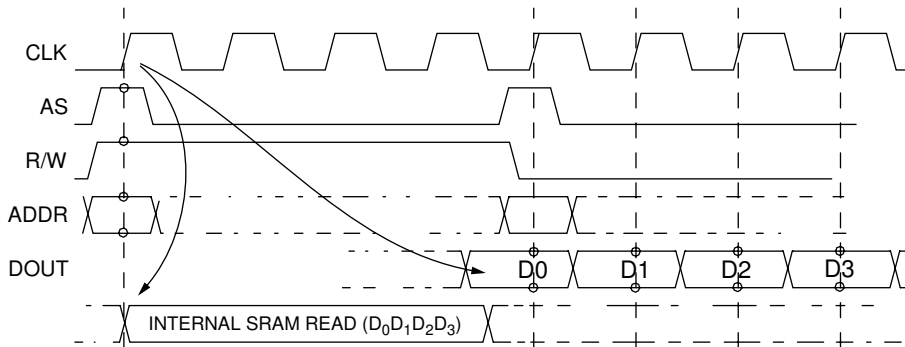 CLK
AS
R/W
ADDR
DOUT
D0 D1 D2 D3
INTERNAL SRAM READ (D₀D₁D₂D₃)